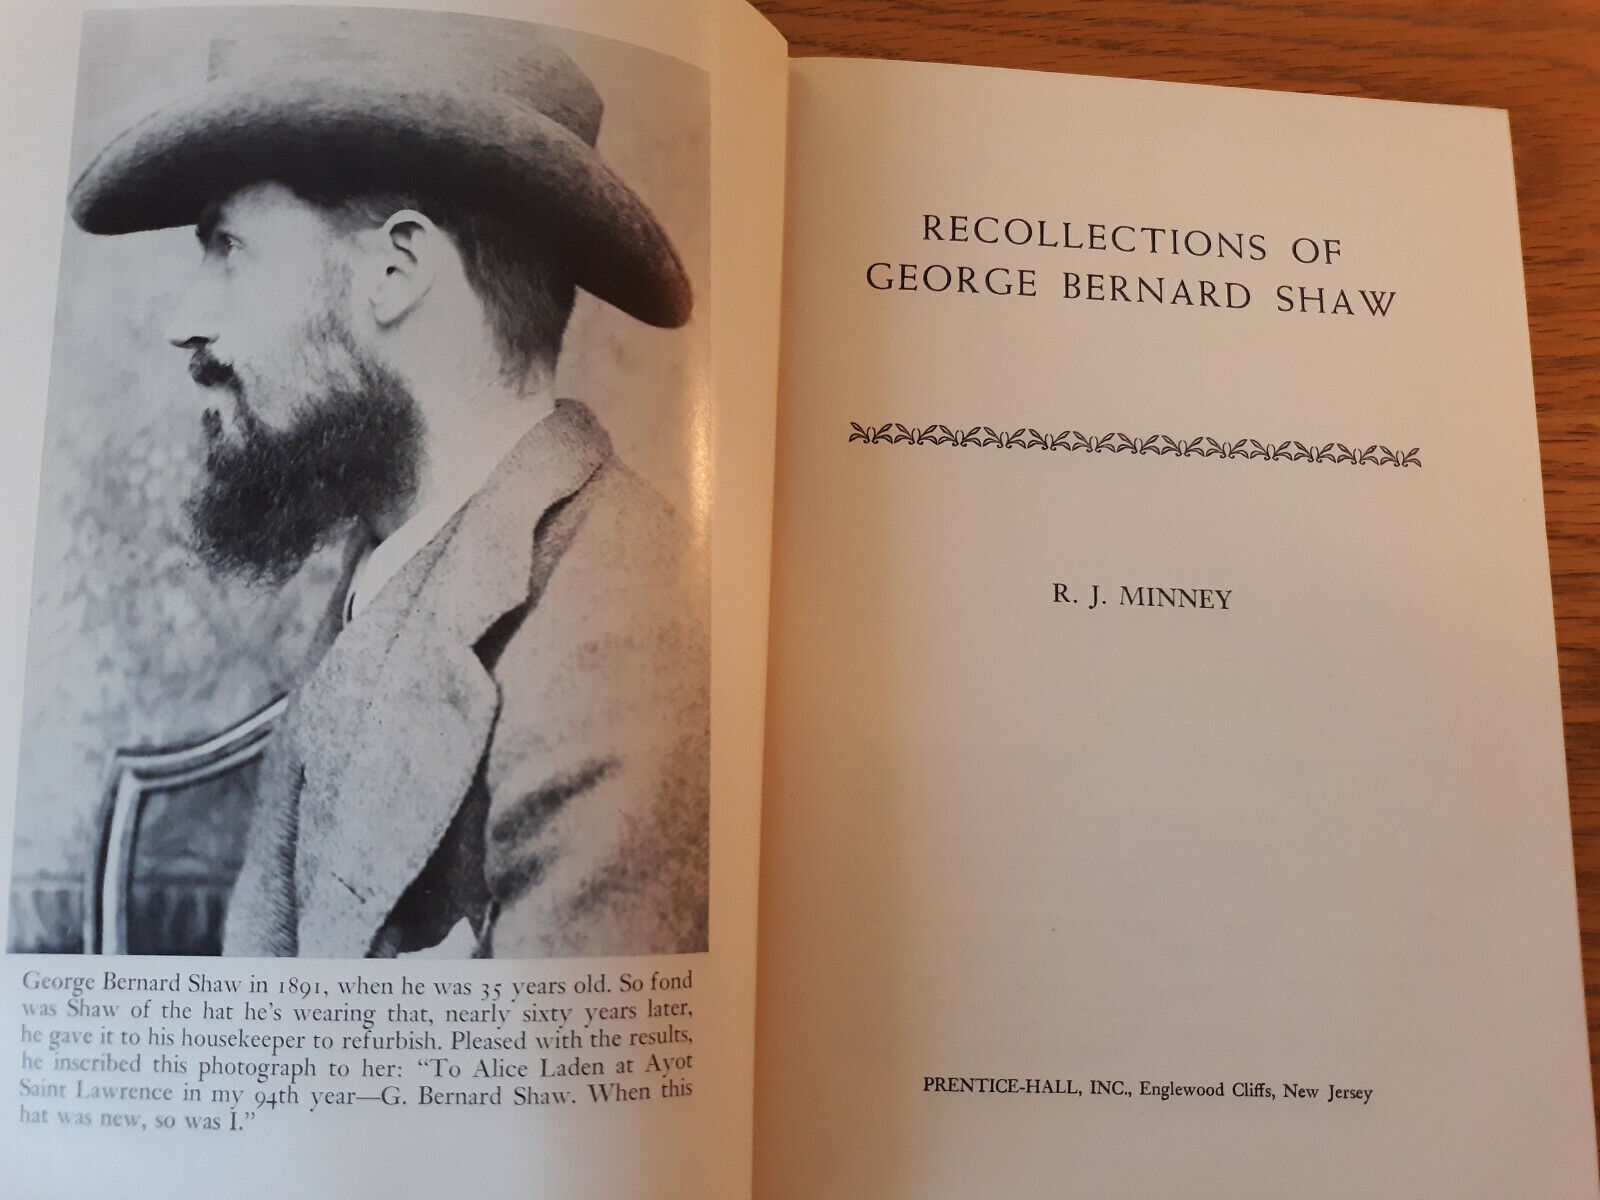 George Bernard Shaw in 1891, when he was 35 years old. So fond
was Shaw of the hat he's wearing that, nearly sixty years later,
he gave it to his housekeeper to refurbish. Pleased with the results,
he inscribed this photograph to her: “To Alice Laden at Ayot
Saint Lawrence in my 94th year—G. Bernard Shaw. When this
hat was new, so was I.”
RECOLLECTIONS OF
GEORGE BERNARD SHAW
R. J. MINNEY
PRENTICE-HALL, INC., Englewood Cliffs, New Jersey